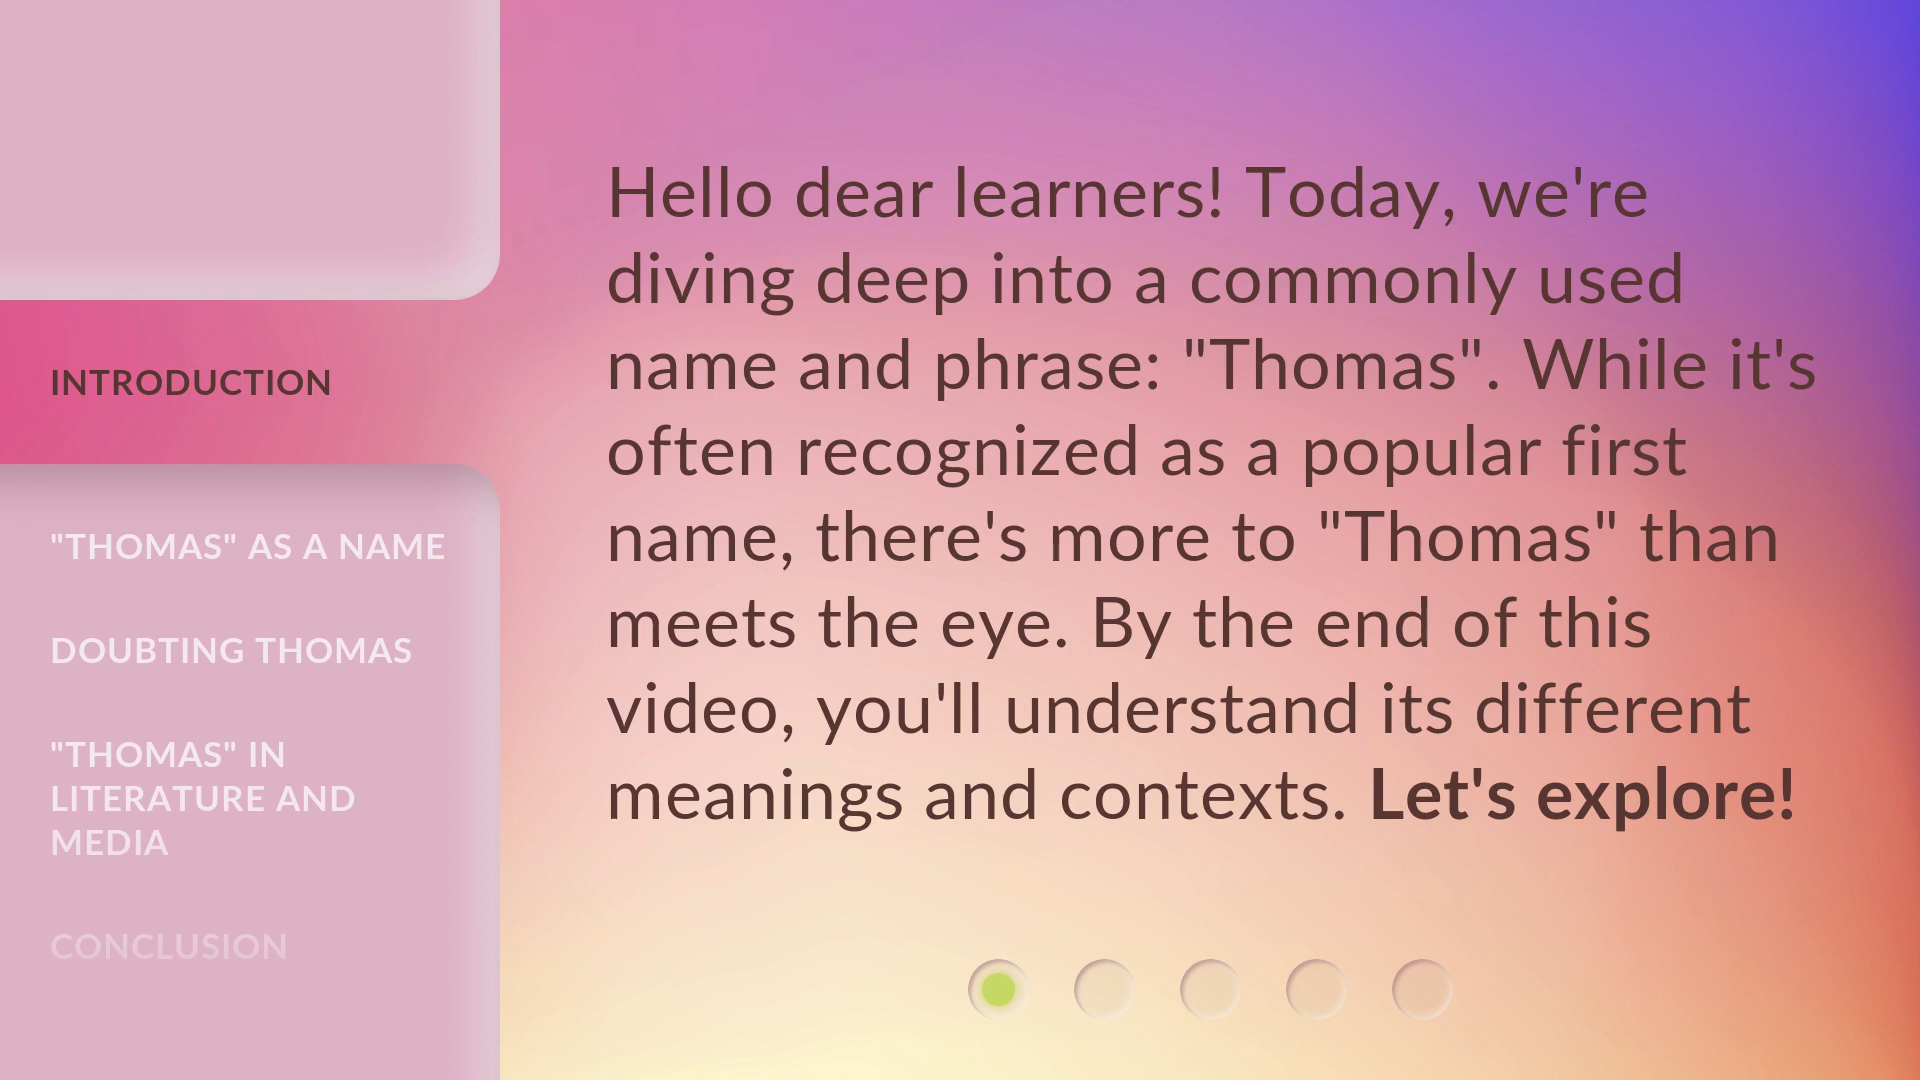 INTRODUCTION
"THOMAS" AS A NAME
DOUBTING THOMAS
"THOMAS" IN
LITERATURE AND
MEDIA
CONCLUSION
Hello dear learners! Today, we're
diving deep into a commonly used
name and phrase: "Thomas". While it's
often recognized as a popular first
name, there's more to "Thomas" than
meets the eye. By the end of this
video, you'll understand its different
meanings and contexts. Let's explore!